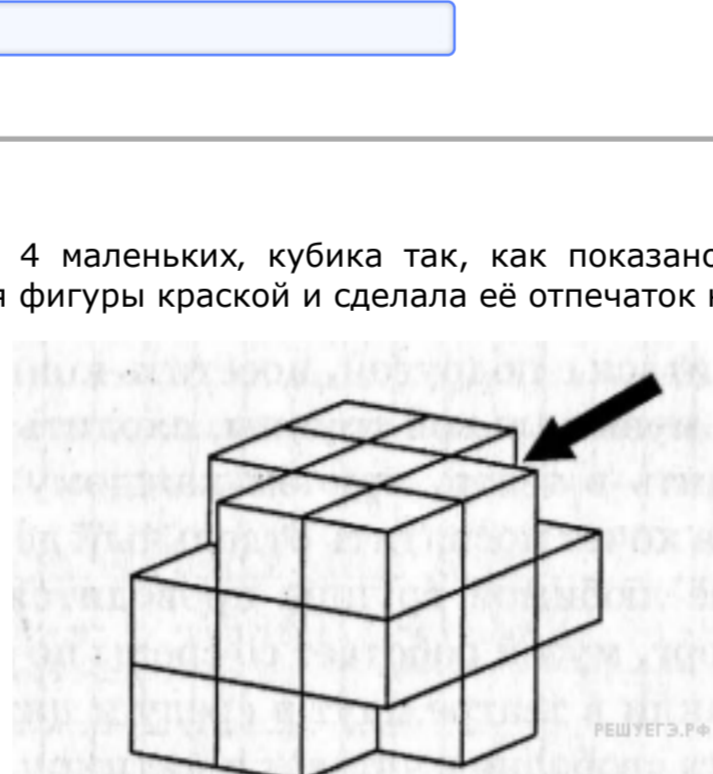 4 маленьких, кубика так, как показано
я фигуры краской и сделала её отпечаток
РЕШУЕГЭ.РФ